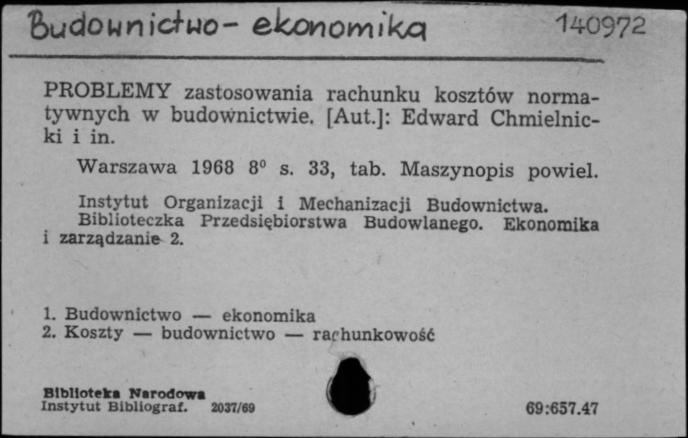 Budownictwo - ekonomika 140972
PROBLEMY zastosowania rachunku kosztów norma-
tywnych w budownictwie. [Aut.]: Edward Chmielnic-
ki i in.
Warszawa 1968 8⁰ s. 33, tab. Maszynopis powiel.
Instytut Organizacji i Mechanizacji Budownictwa.
Biblioteczka Przedsiębiorstwa Budowlanego. Ekonomika
i zarządzanie 2.
1. Budownictwo — ekonomika
2. Koszty — budownictwo — rachunkowość
Biblioteka Narodowa
Instytut Bibliograf. 2037/69 69:657.47